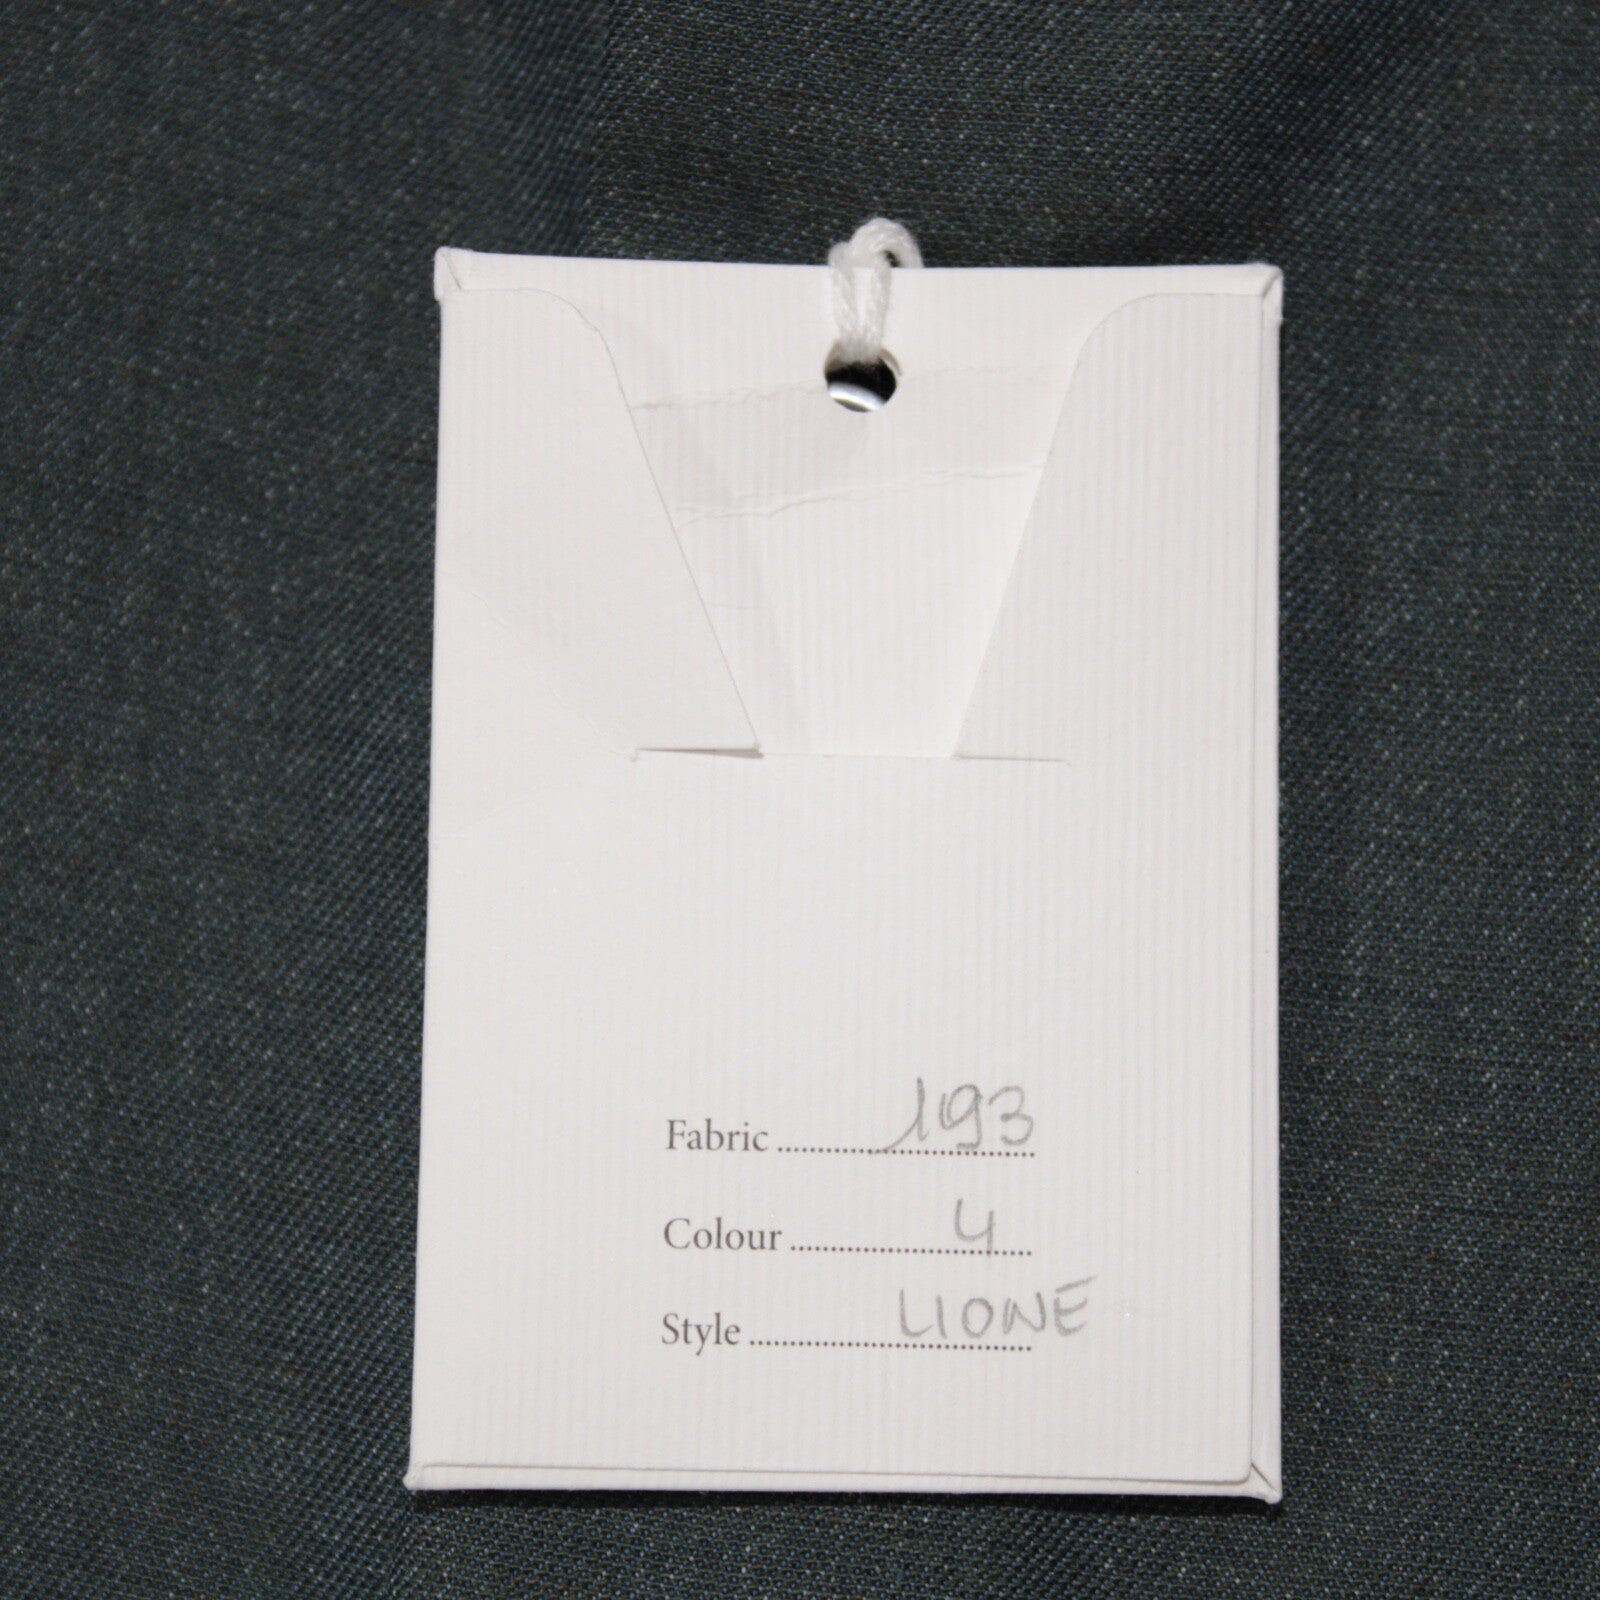 Fabric ........... 193
Colour ........... 4
Style ........... LIONE